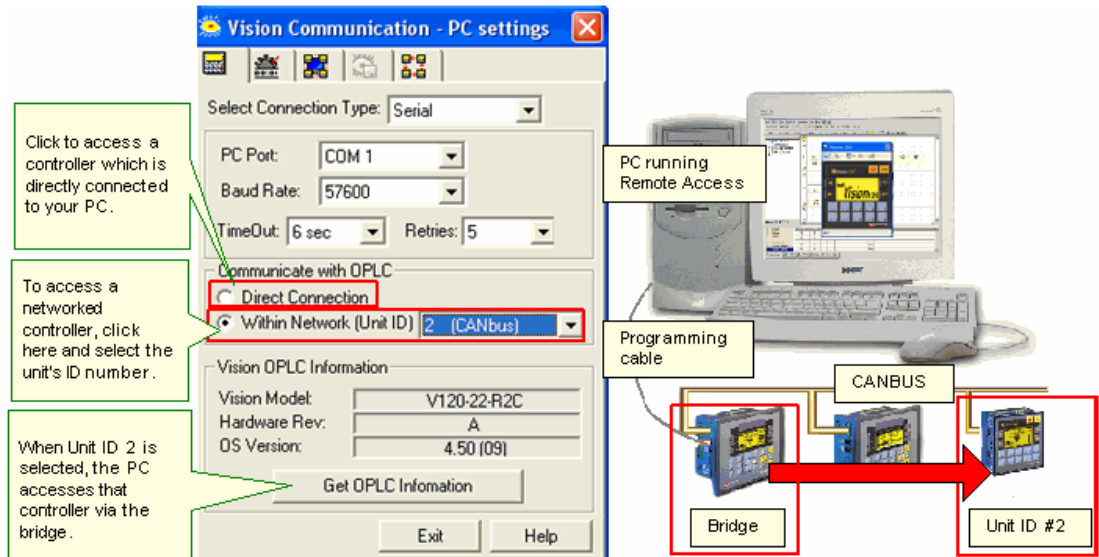 Vision Communication - PC settings
Select Connection Type: Serial
PC Port: COM 1
Baud Rate: 57600
TimeOut: 6 sec Retries: 5
Communicate with OPLC
Direct Connection
Within Network (Unit ID) 2 (CANbus)
Vision OPLC Information
Vision Model: V120-22-R2C
Hardware Rev: A
OS Version: 4.50 (09)
Get OPLC Infomation
Exit Help
Click to access a
controller which is
directly connected
to your PC.
To access a
networked
controller, click
here and select the
unit's ID number.
When Unit ID 2 is
selected, the PC
accesses that
controller via the
bridge.
PC running
Remote Access
Vision
Programming
cable
CANBUS
Bridge
Unit ID #2